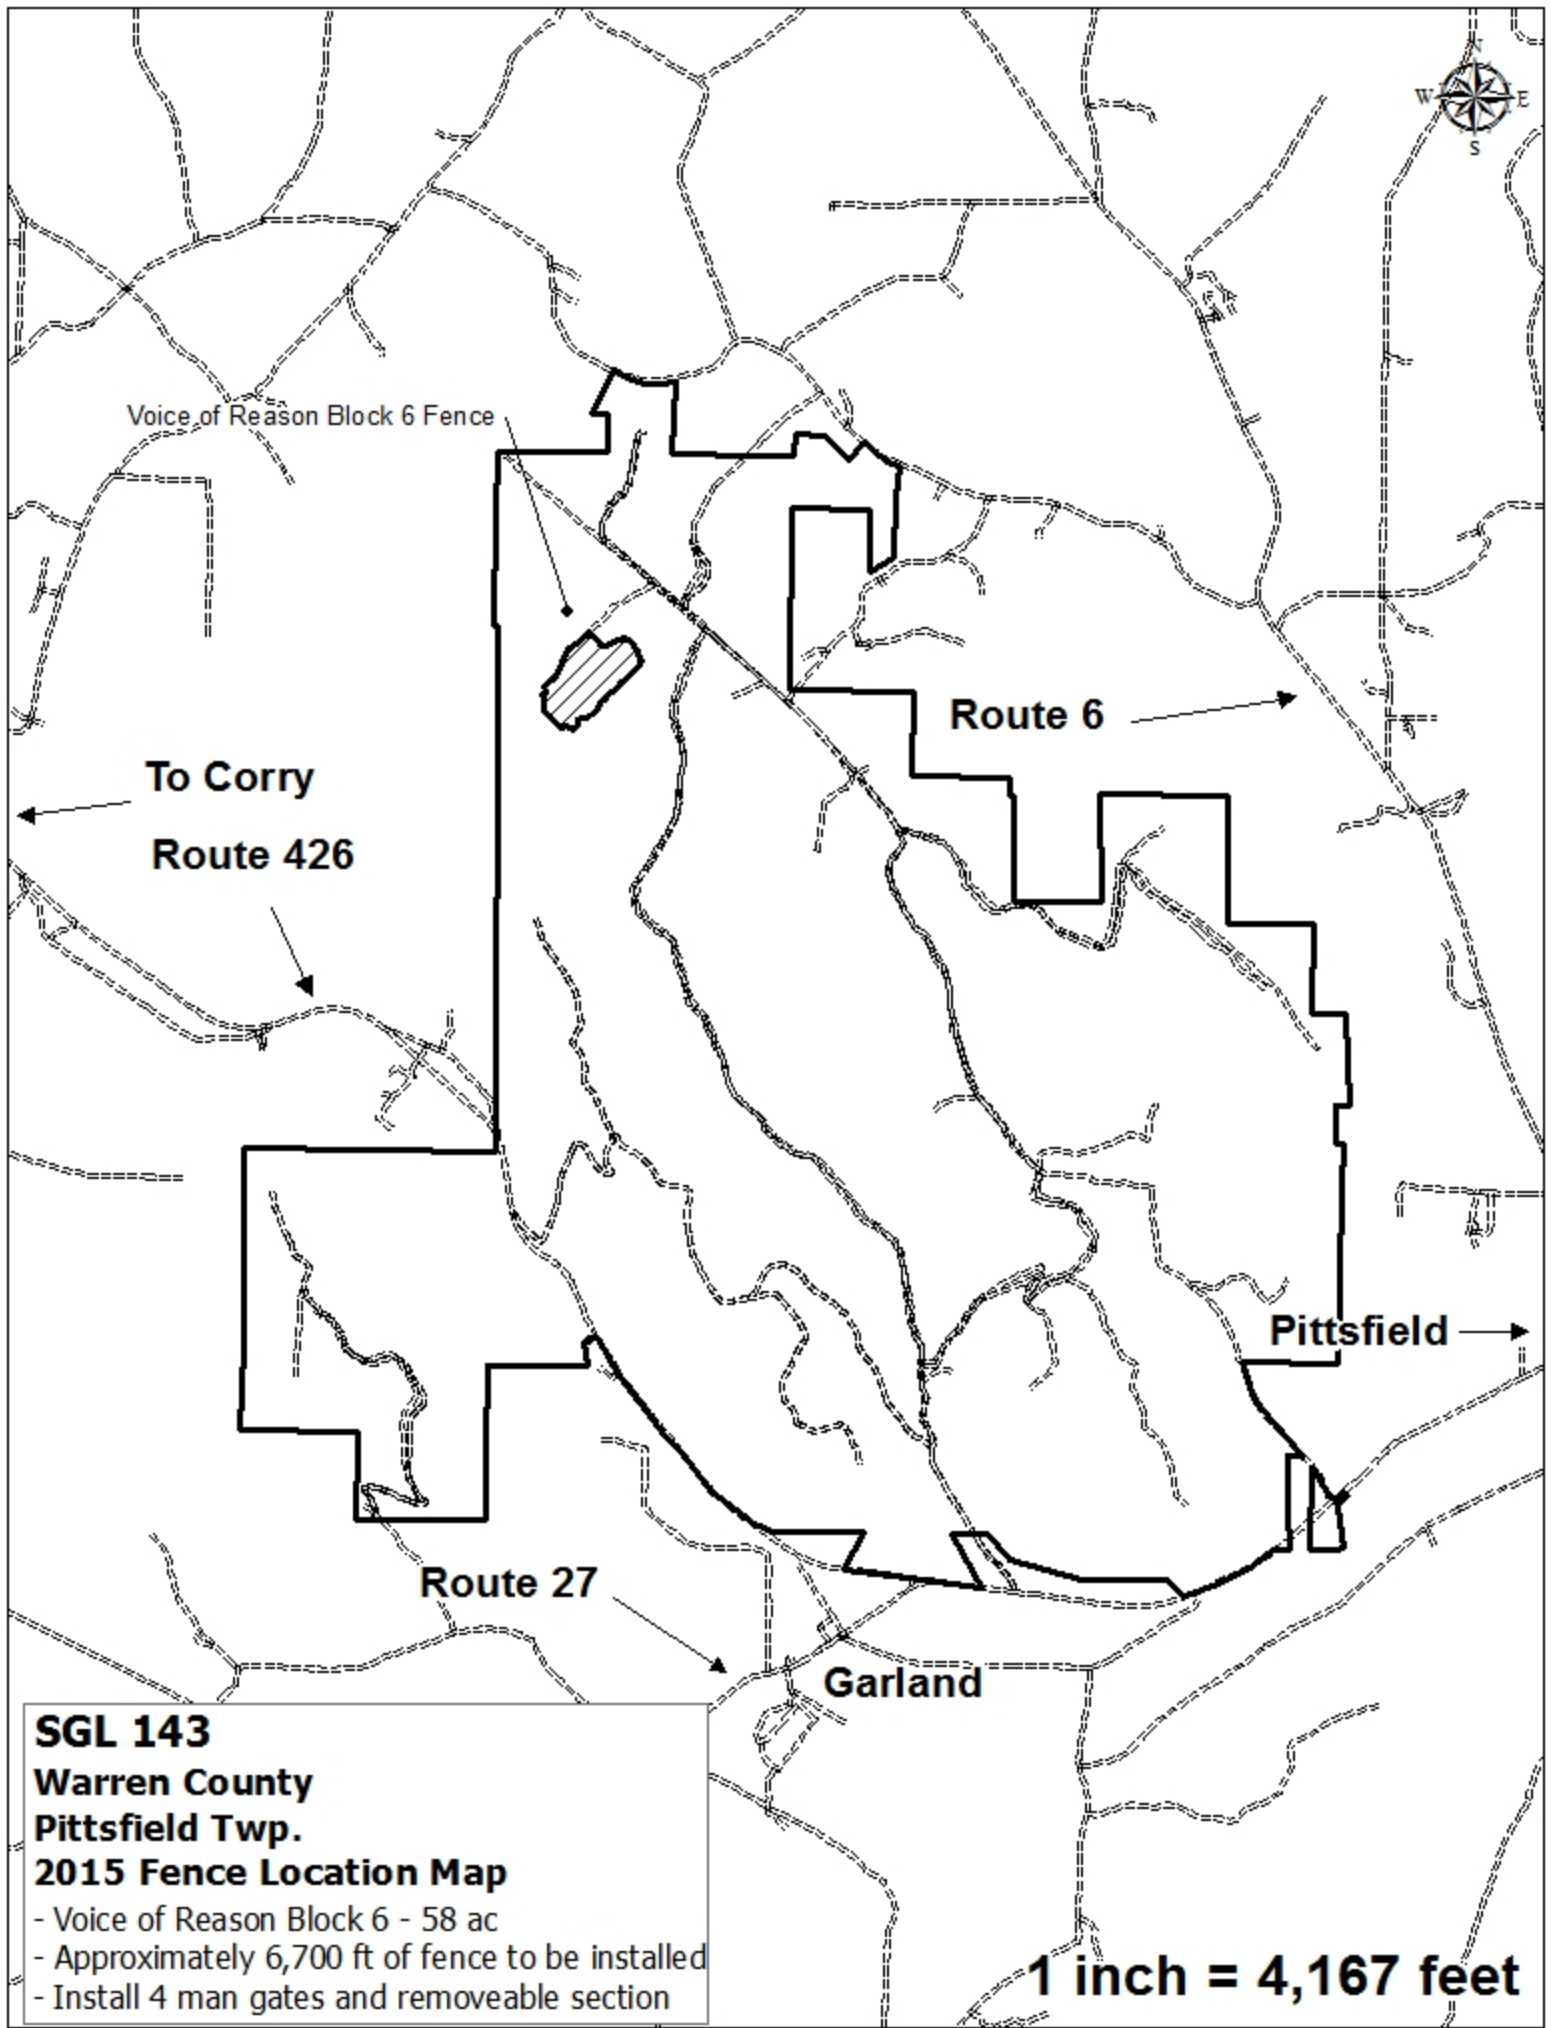 N
W E
S
Voice of Reason Block 6 Fence
Route 6
To Corry
Route 426
Pittsfield
Route 27
Garland
SGL 143
Warren County
Pittsfield Twp.
2015 Fence Location Map
- Voice of Reason Block 6 - 58 ac
- Approximately 6,700 ft of fence to be installed
- Install 4 man gates and removeable section
1 inch = 4,167 feet